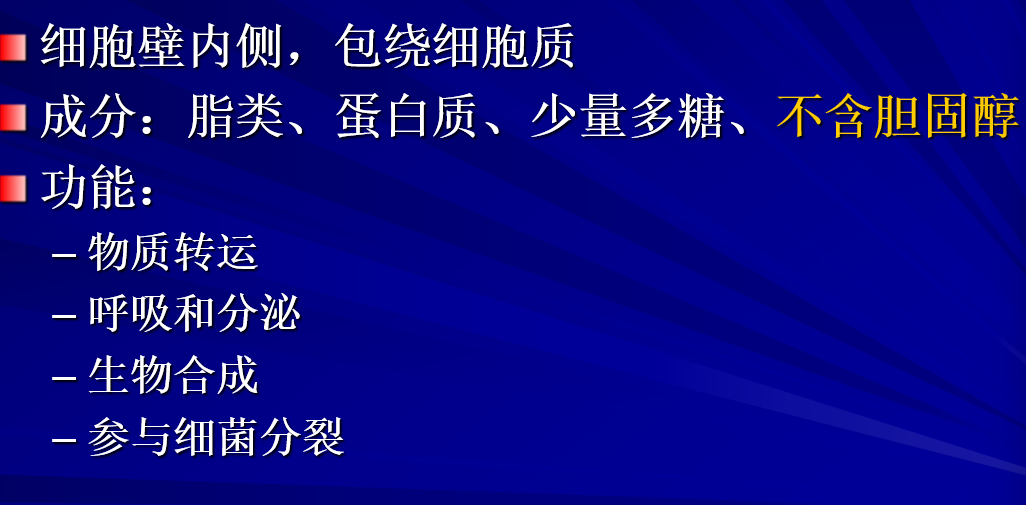 细胞壁内侧，包绕细胞质
成分：脂类、蛋白质、少量多糖、不含胆固醇
功能：
–物质转运
–呼吸和分泌
–生物合成
–参与细菌分裂